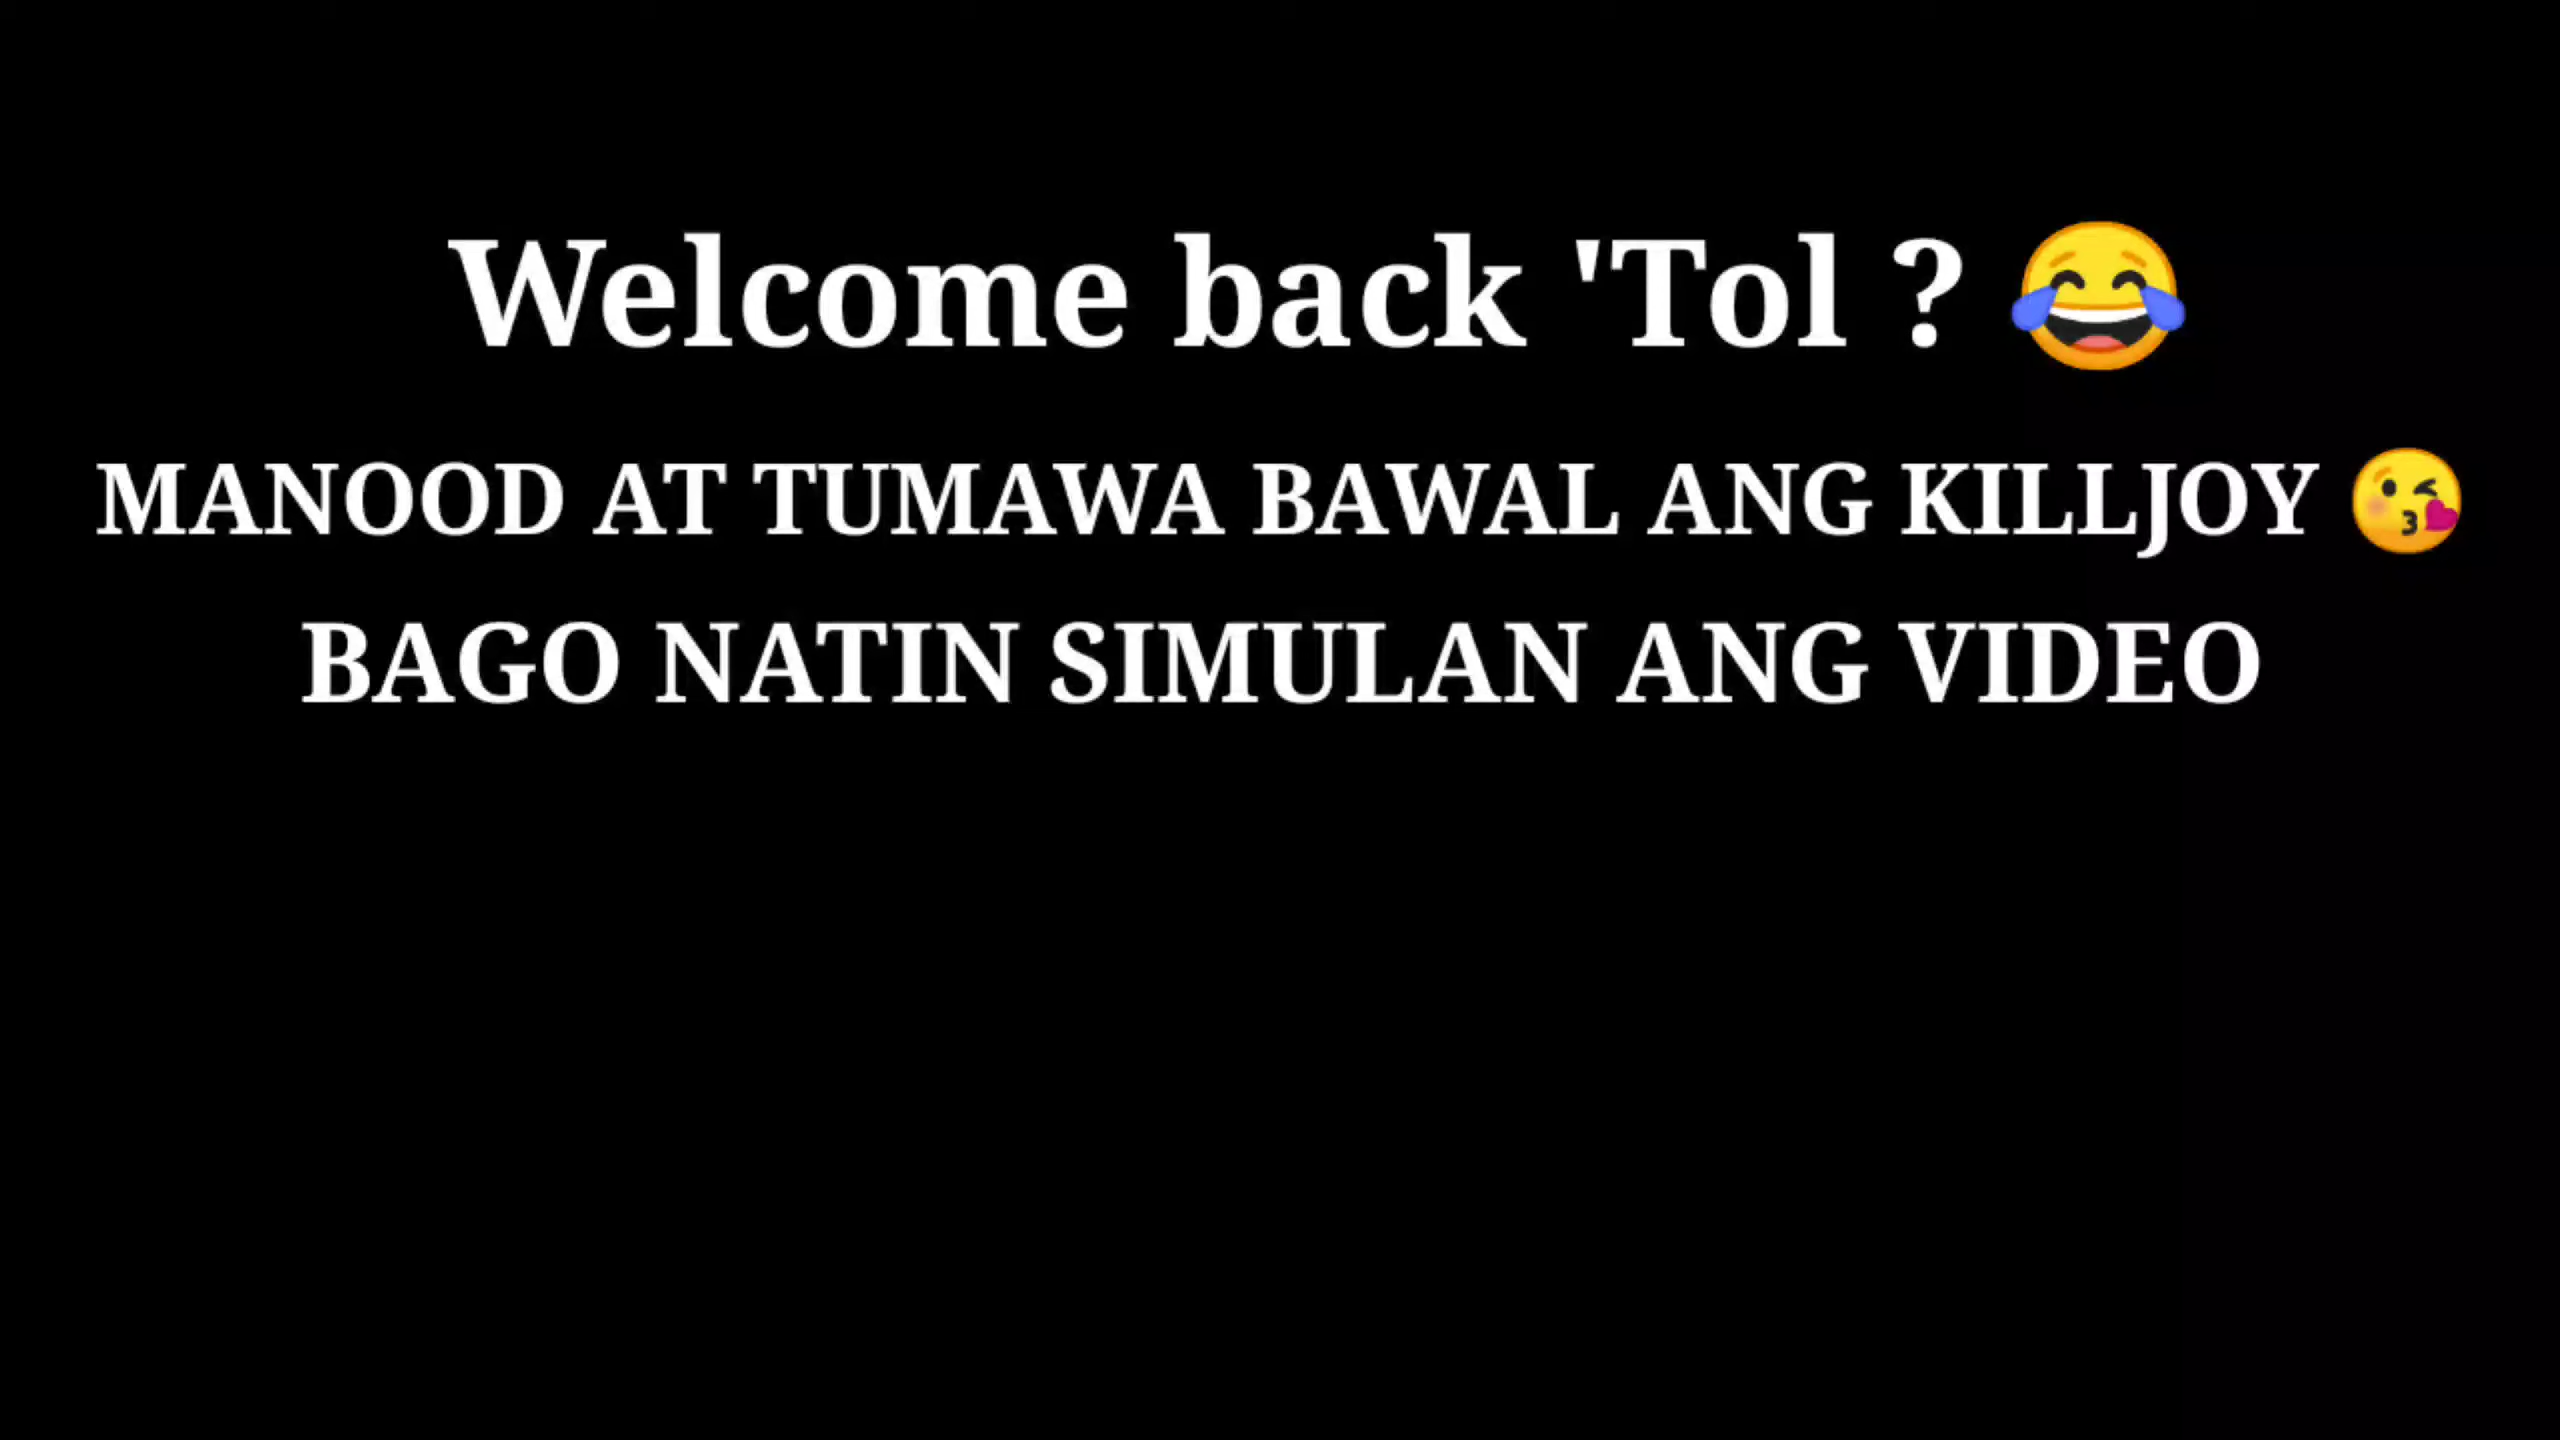 Welcome back 'Tol ? 😂
MANOOD AT TUMAWA BAWAL ANG KILLJOY 😘
BAGO NATIN SIMULAN ANG VIDEO